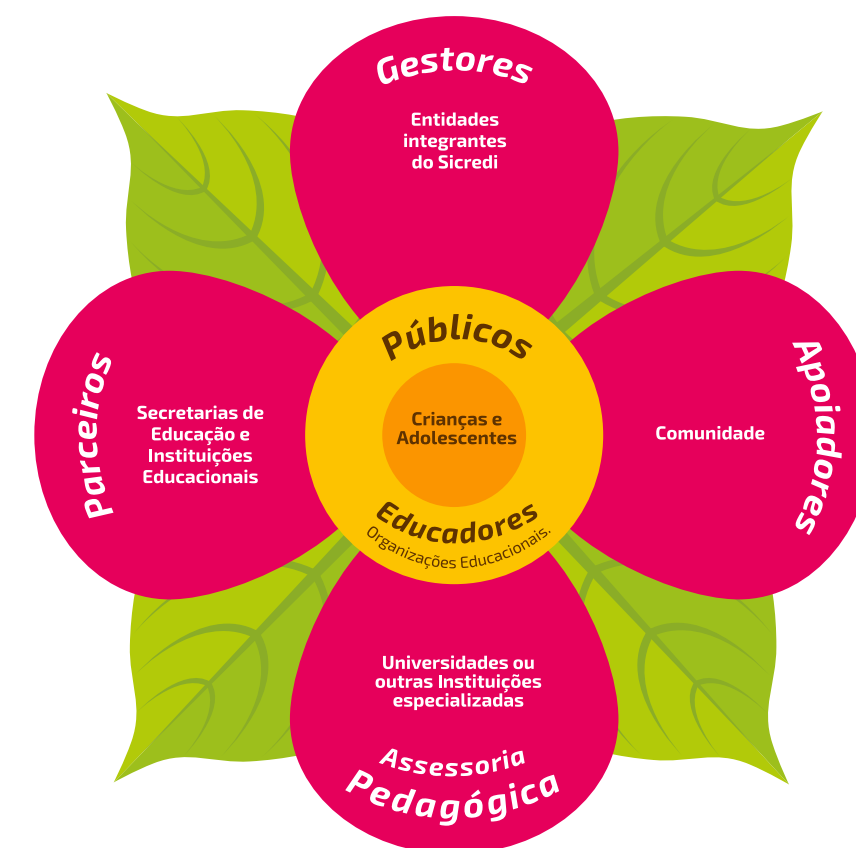 Gestores
Entidades
integrantes
do Sicredi
Parceiros
Secretarias de
Educação e
Instituições
Educacionais
Públicos
Crianças e
Adolescentes
Educadores
Organizações Educacionais.
Comunidade
Apoiadores
Universidades ou
outras Instituições
especializadas
Assessoria
Pedagógica